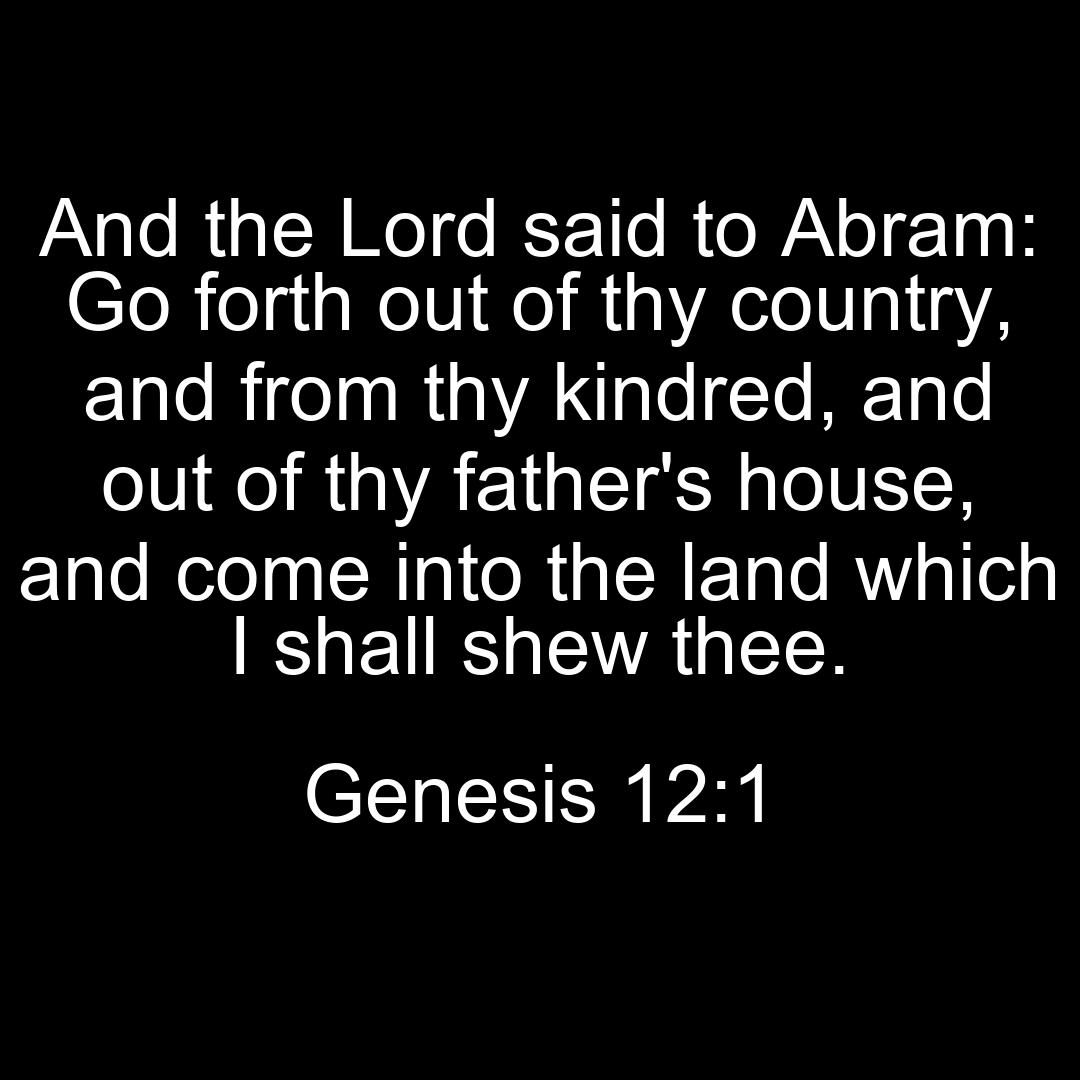 And the Lord said to Abram:
Go forth out of thy country,
and from thy kindred, and
out of thy father's house,
and come into the land which
I shall shew thee.
Genesis 12:1